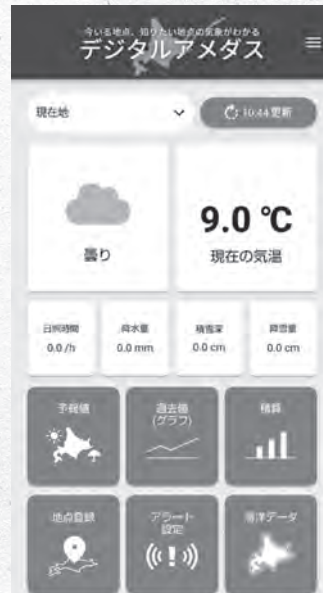 今いる地点、知りたい地点の気象がわかる
デジタルアメダス
現在地
10:44更新
曇り
9.0 ℃
現在の気温
日照時間
0.0 /h
降水量
0.0 mm
積雪深
0.0 cm
降雪量
0.0 cm
予報値
過去値
(グラフ)
積算
地点登録
アラート
設定
海洋データ